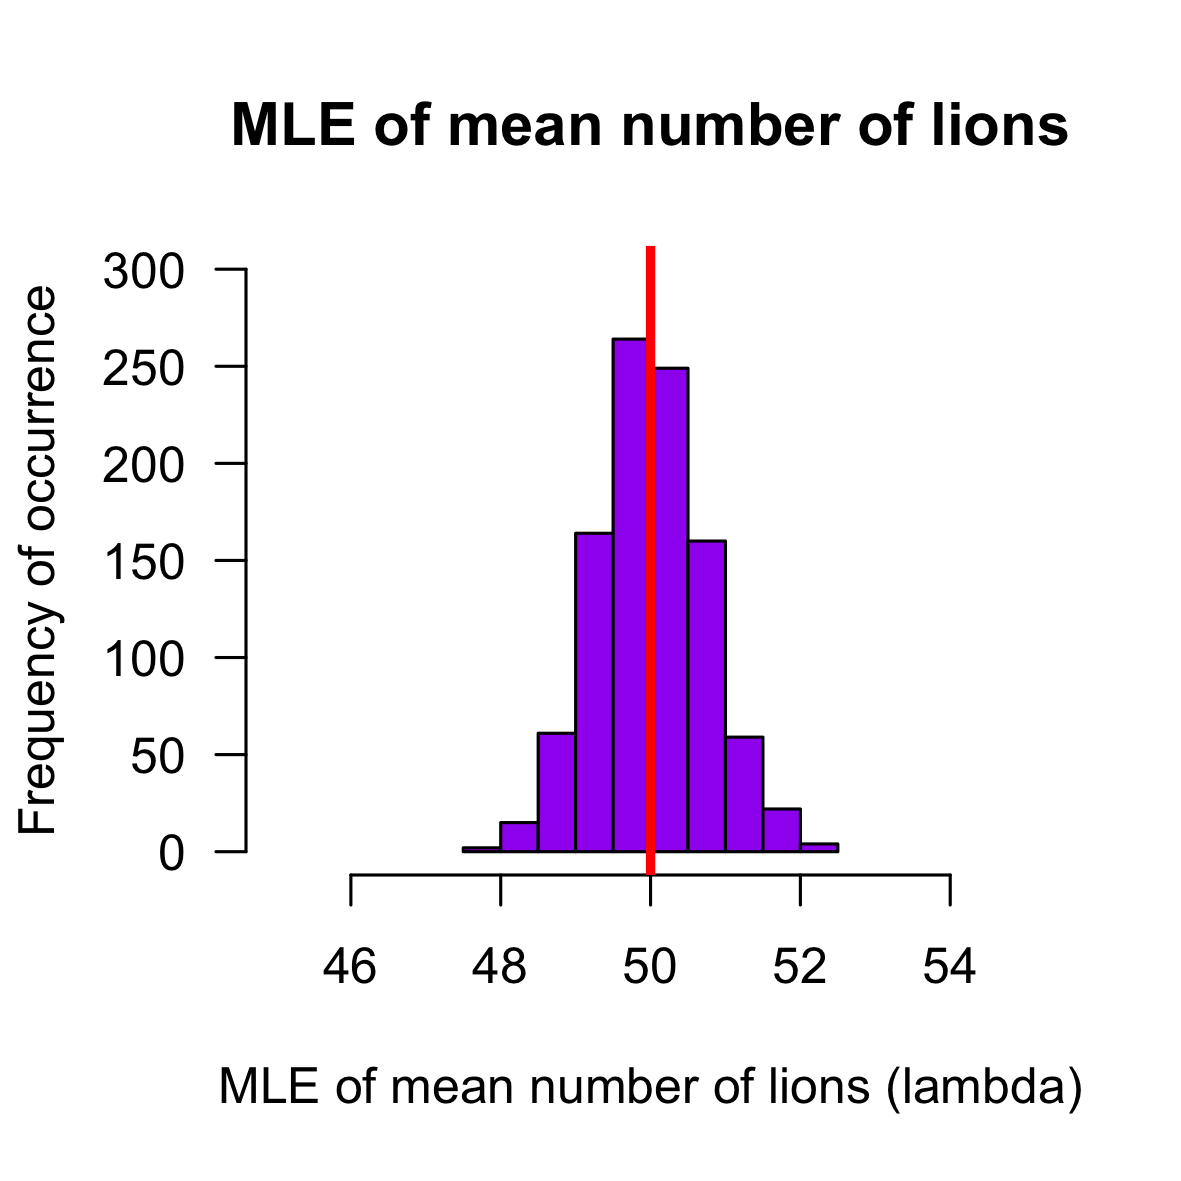 MLE of mean number of lions
Frequency of occurrence
300
250
200
150
100
50
0
46 48 50 52 54
MLE of mean number of lions (lambda)